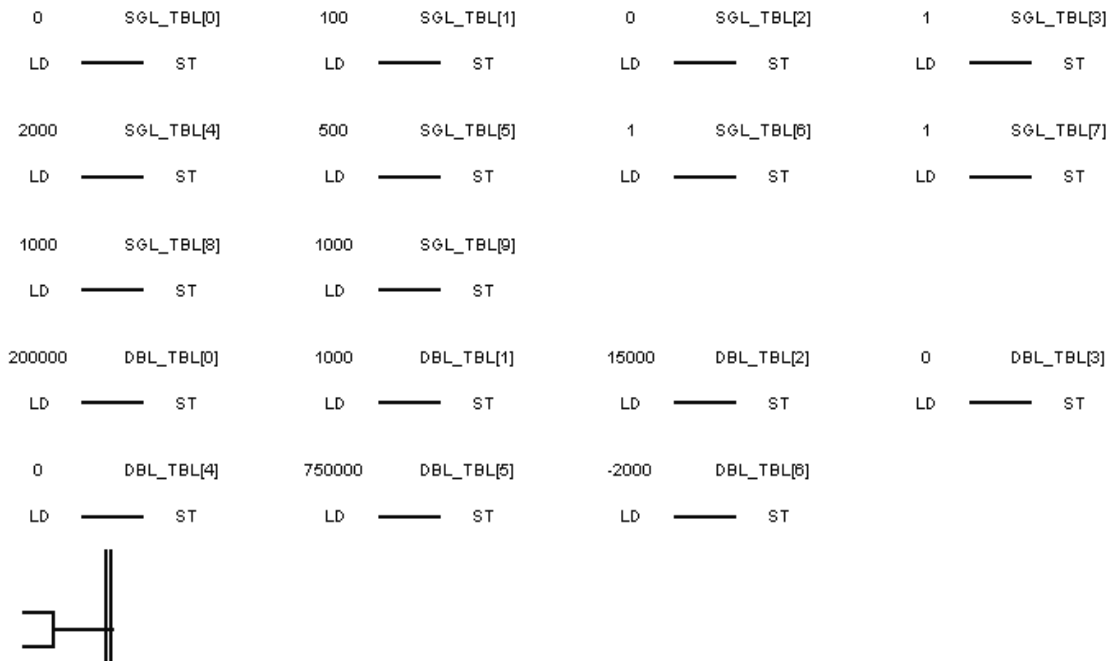 0 SGL_TBL[0] 100 SGL_TBL[1] 0 SGL_TBL[2] 1 SGL_TBL[3]
LD ST LD ST LD ST LD ST
2000 SGL_TBL[4] 500 SGL_TBL[5] 1 SGL_TBL[6] 1 SGL_TBL[7]
LD ST LD ST LD ST LD ST
1000 SGL_TBL[8] 1000 SGL_TBL[9]
LD ST LD ST
200000 DBL_TBL[0] 1000 DBL_TBL[1] 15000 DBL_TBL[2] 0 DBL_TBL[3]
LD ST LD ST LD ST LD ST
0 DBL_TBL[4] 750000 DBL_TBL[5] -2000 DBL_TBL[6]
LD ST LD ST LD ST